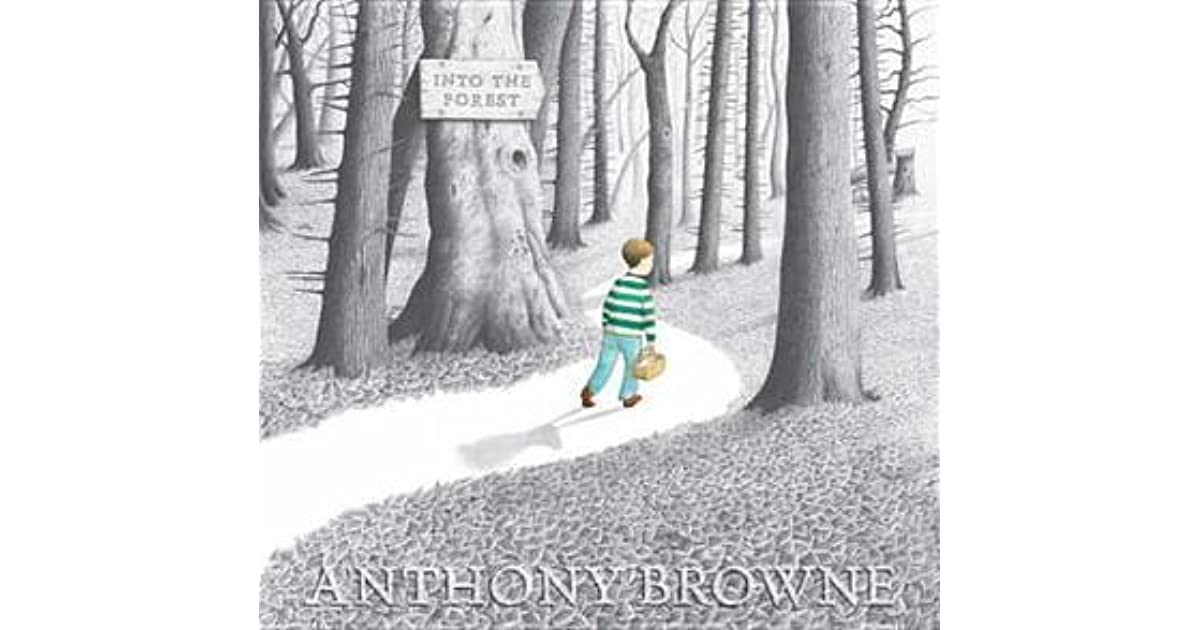 INTO THE
FOREST
ANTHONY BROWNE